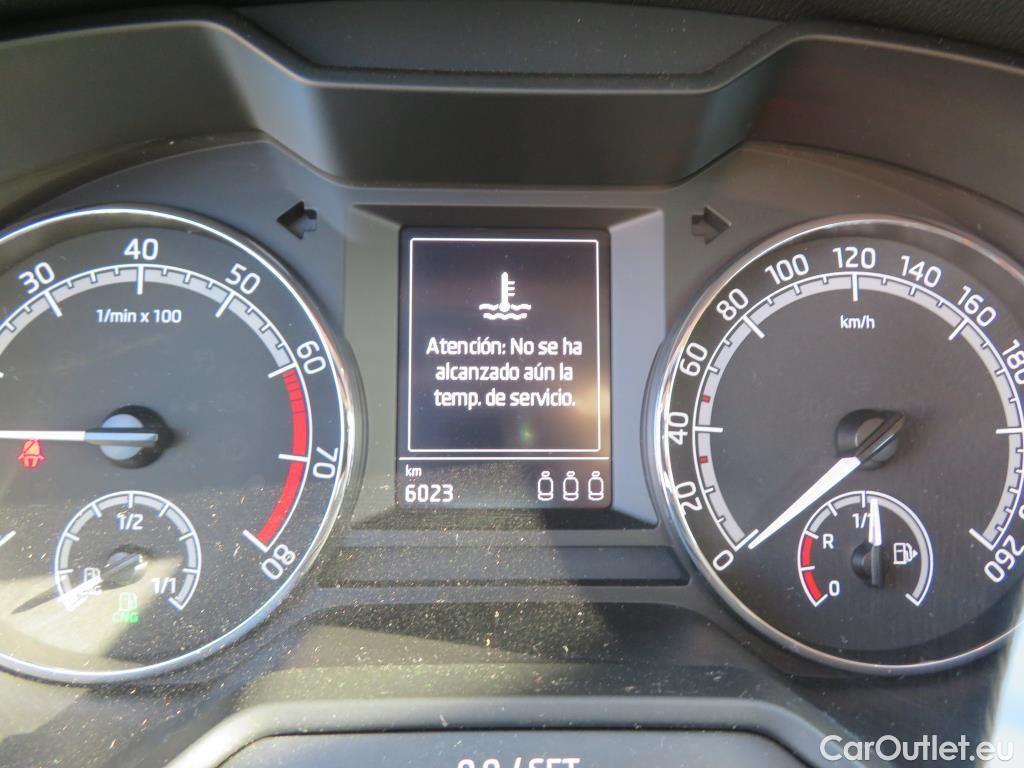 30 40 50 60 70 80
1/min x 100
1/2
1/1
CNG
Atención: No se ha
alcanzado aún la
temp. de servicio.
km
6023
0 20 40 60 80 100 120 140 160 180 260
km/h
R
0
CarOutlet.eu